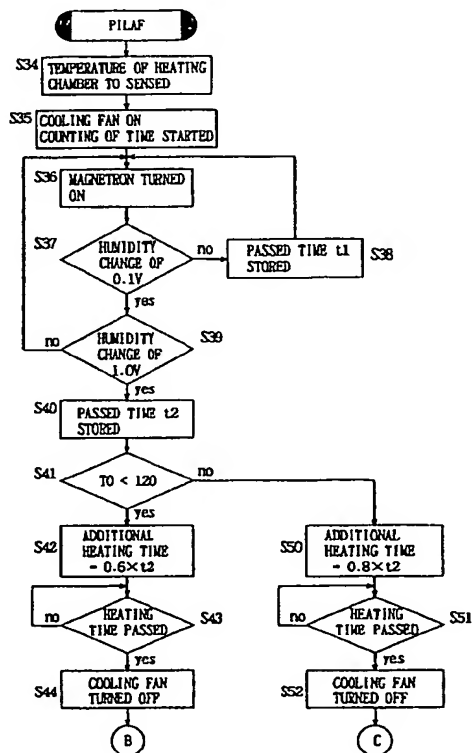 PILAF
S34
TEMPERATURE OF HEATING
CHAMBER TO SENSED
S35
COOLING FAN ON
COUNTING OF TIME STARTED
S36
MAGNETRON TURNED
ON
S37
HUMIDITY
CHANGE OF
0.1V
no
PASSED TIME t1
STORED
S38
yes
no
HUMIDITY
CHANGE OF
1.0V
S39
yes
S40
PASSED TIME t2
STORED
S41
TO < 120
no
yes
S42
ADDITIONAL
HEATING TIME
= 0.6×t2
S50
ADDITIONAL
HEATING TIME
= 0.8×t2
no
HEATING
TIME PASSED
S43
no
HEATING
TIME PASSED
S51
yes
yes
S44
COOLING FAN
TURNED OFF
S52
COOLING FAN
TURNED OFF
B
C